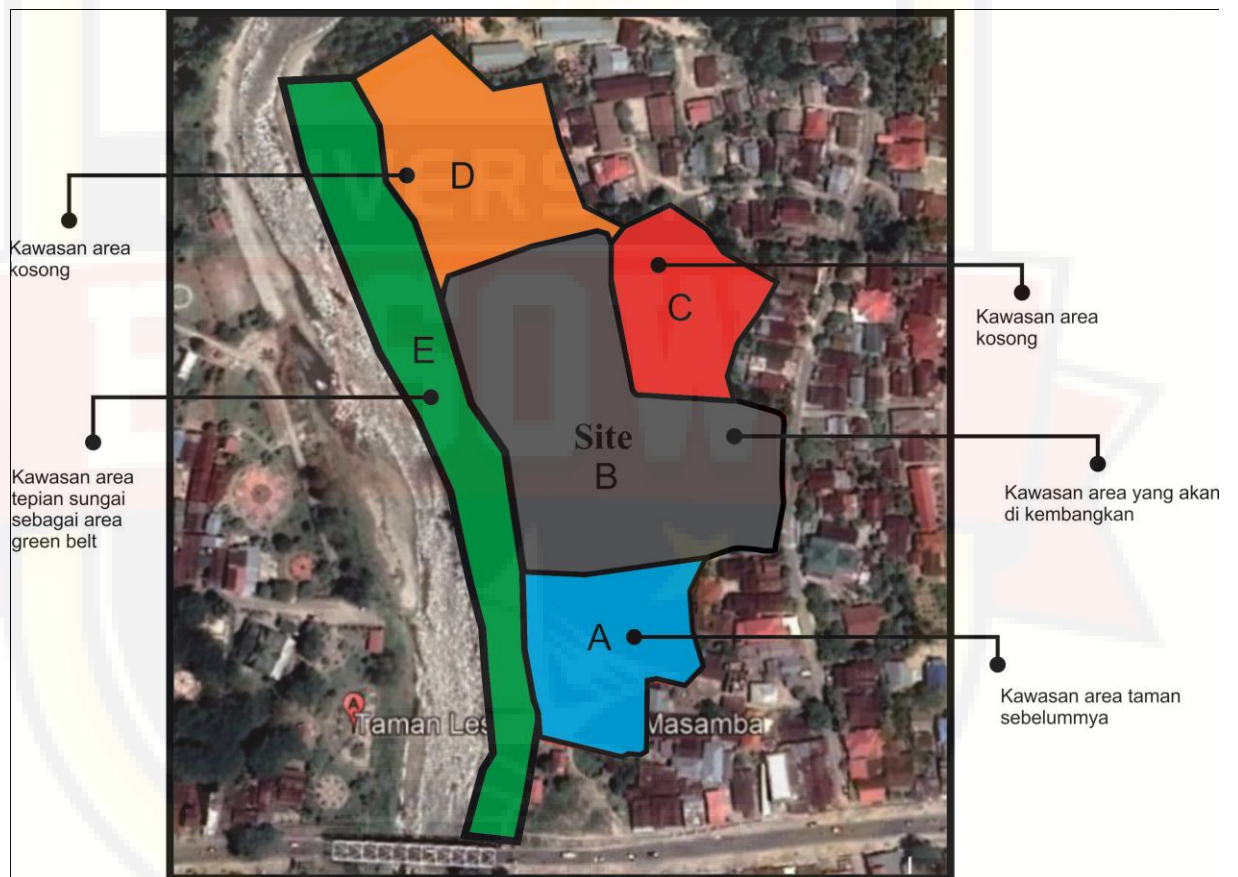 D
Kawasan area
kosong
C
Kawasan area
kosong
E
Site
B
Kawasan area
tepian sungai
sebagai area
green belt
Kawasan area yang akan
di kembangkan
A
Kawasan area taman
sebelummya
A
Taman Les
Masamba